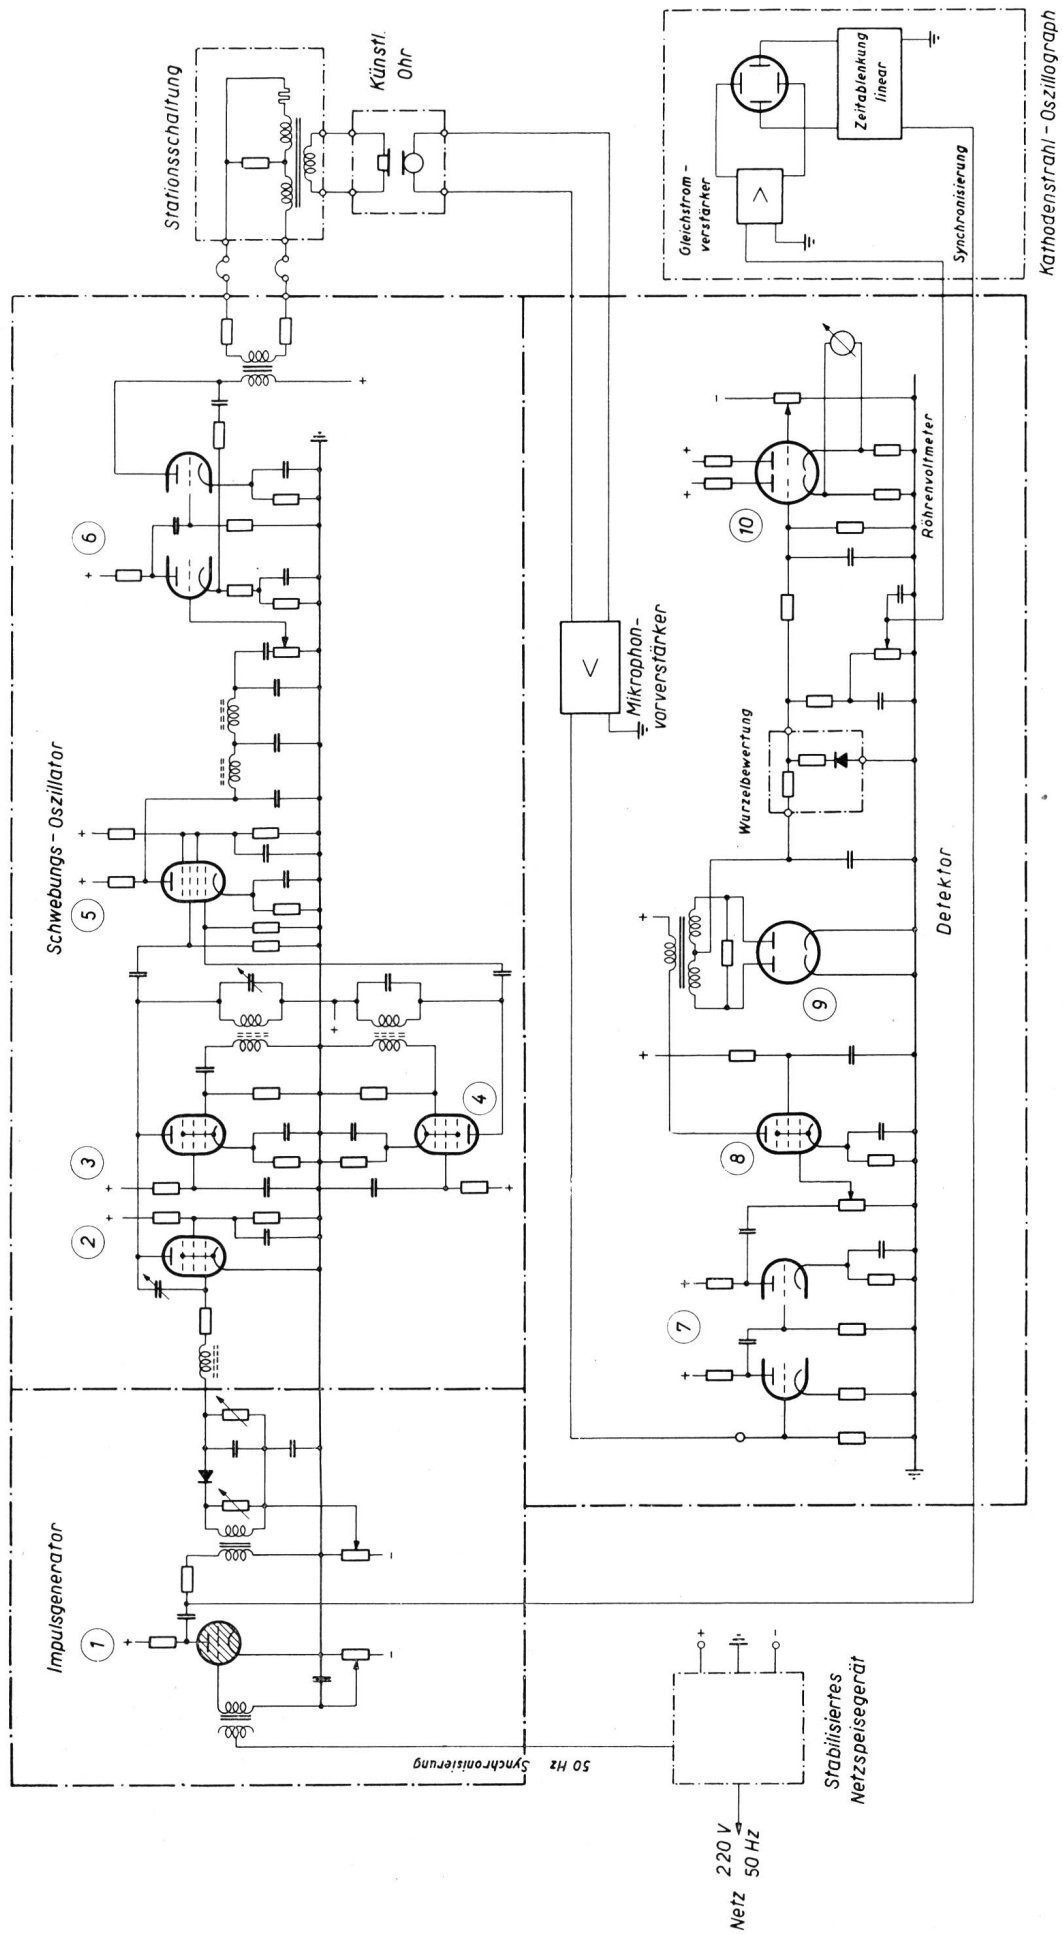 Impulsgenerator
Schwebungs-Oszillator
Stationsschaltung
Künstl.
Ohr
1
2
3
4
5
6
+
+
+
+
+
+
+
+
+
+
-
-
50 Hz Synchronisierung
Mikrophon-
vorverstärker
>
Netz 220 V
50 Hz
Stabilisiertes
Netzspeisegerät
+
-
7
8
9
10
+
+
+
+
+
+
-
Wurzelbewertung
Röhrenvoltmeter
Detektor
Gleichstrom-
verstärker
>
Zeitablenkung
linear
Synchronisierung
Kathodenstrahl-Oszillograph